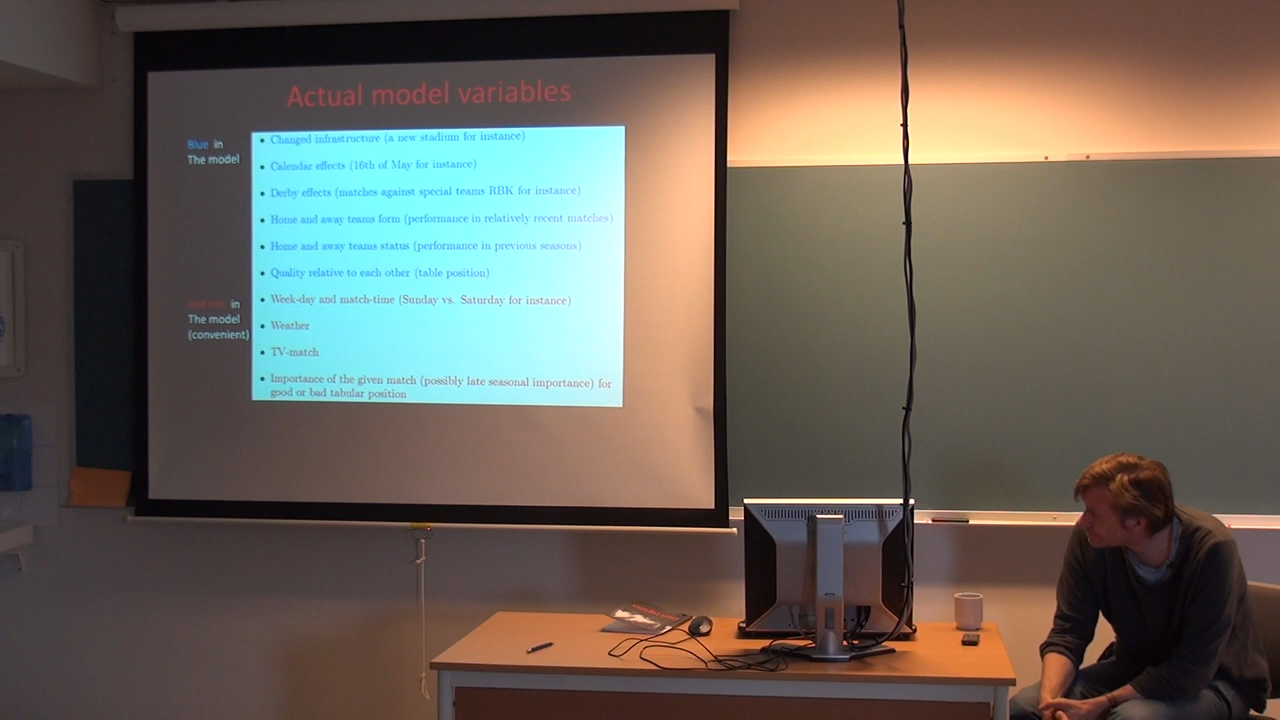 Actual model variables
Blue in
The model
• Changed infrastructure (a new stadium for instance)
• Calendar effects (16th of May for instance)
• Derby effects (matches against special teams RBK for instance)
• Home and away teams form (performance in relatively recent matches)
• Home and away teams status (performance in previous seasons)
• Quality relative to each other (table position)
• Week-day and match-time (Sunday vs. Saturday for instance)
• Weather
• TV-match
• Importance of the given match (possibly late seasonal importance) for
good or bad tabular position
Red not in
The model
(convenient)